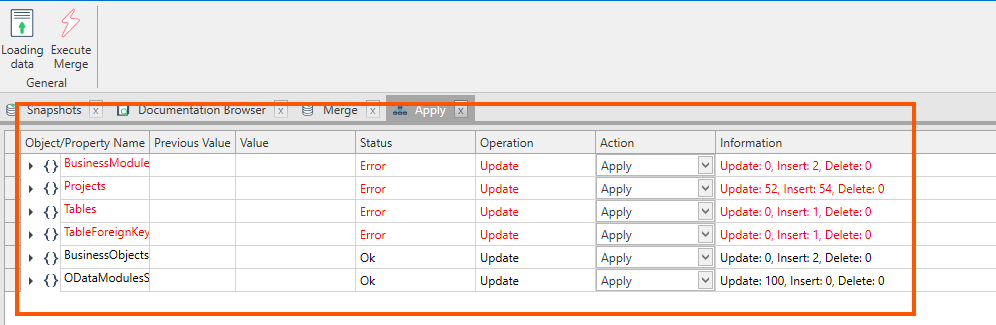 Loading data
Execute Merge
General
Snapshots x Documentation Browser x Merge x Apply x
Object/Property Name Previous Value Value Status Operation Action Information
{} BusinessModule Error Update Apply Update: 0, Insert: 2, Delete: 0
{} Projects Error Update Apply Update: 52, Insert: 54, Delete: 0
{} Tables Error Update Apply Update: 0, Insert: 1, Delete: 0
{} TableForeignKey Error Update Apply Update: 0, Insert: 1, Delete: 0
{} BusinessObjects Ok Update Apply Update: 0, Insert: 2, Delete: 0
{} ODataModulesS Ok Update Apply Update: 100, Insert: 0, Delete: 0